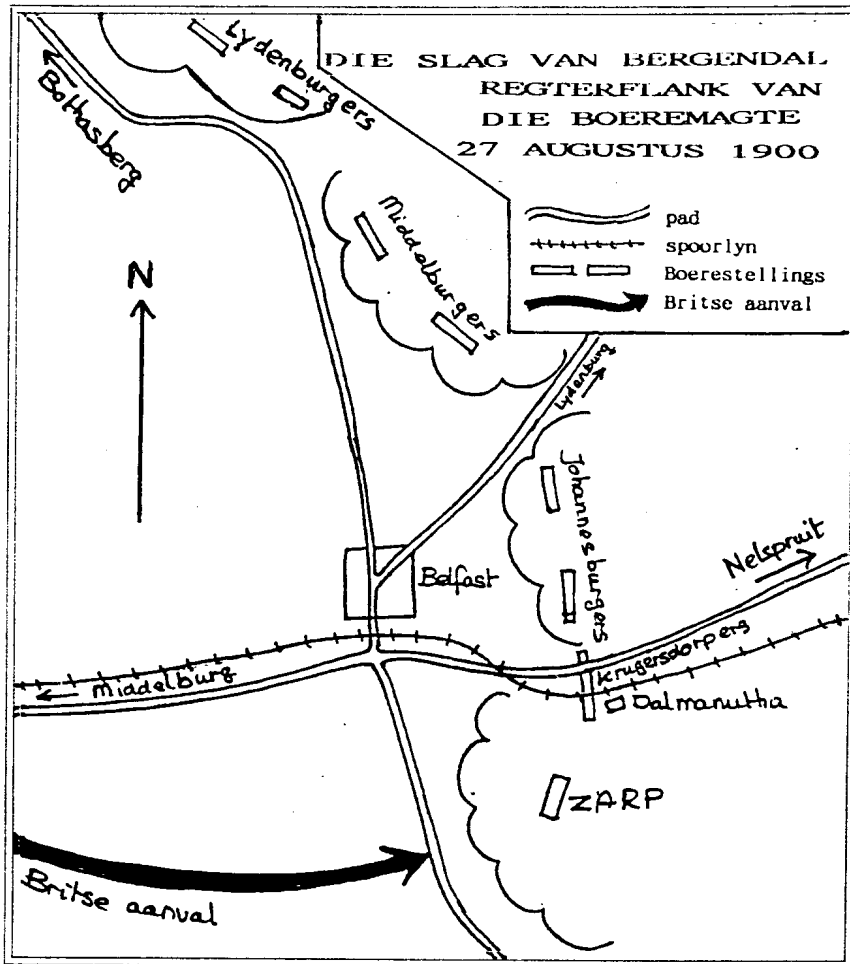 DIE SLAG VAN BERGENDAL
REGTERFLANK VAN
DIE BOEREMAGTE
27 AUGUSTUS 1900
pad
spoorlyn
Boerestellings
Britse aanval
Lydenburgers
Bothasberg
Middelburgers
N
Lydenburg
Johannesburgers
Belfast
Nelspruit
Krugersdorperg
Middelburg
Dalmanutha
ZARP
Britse aanval